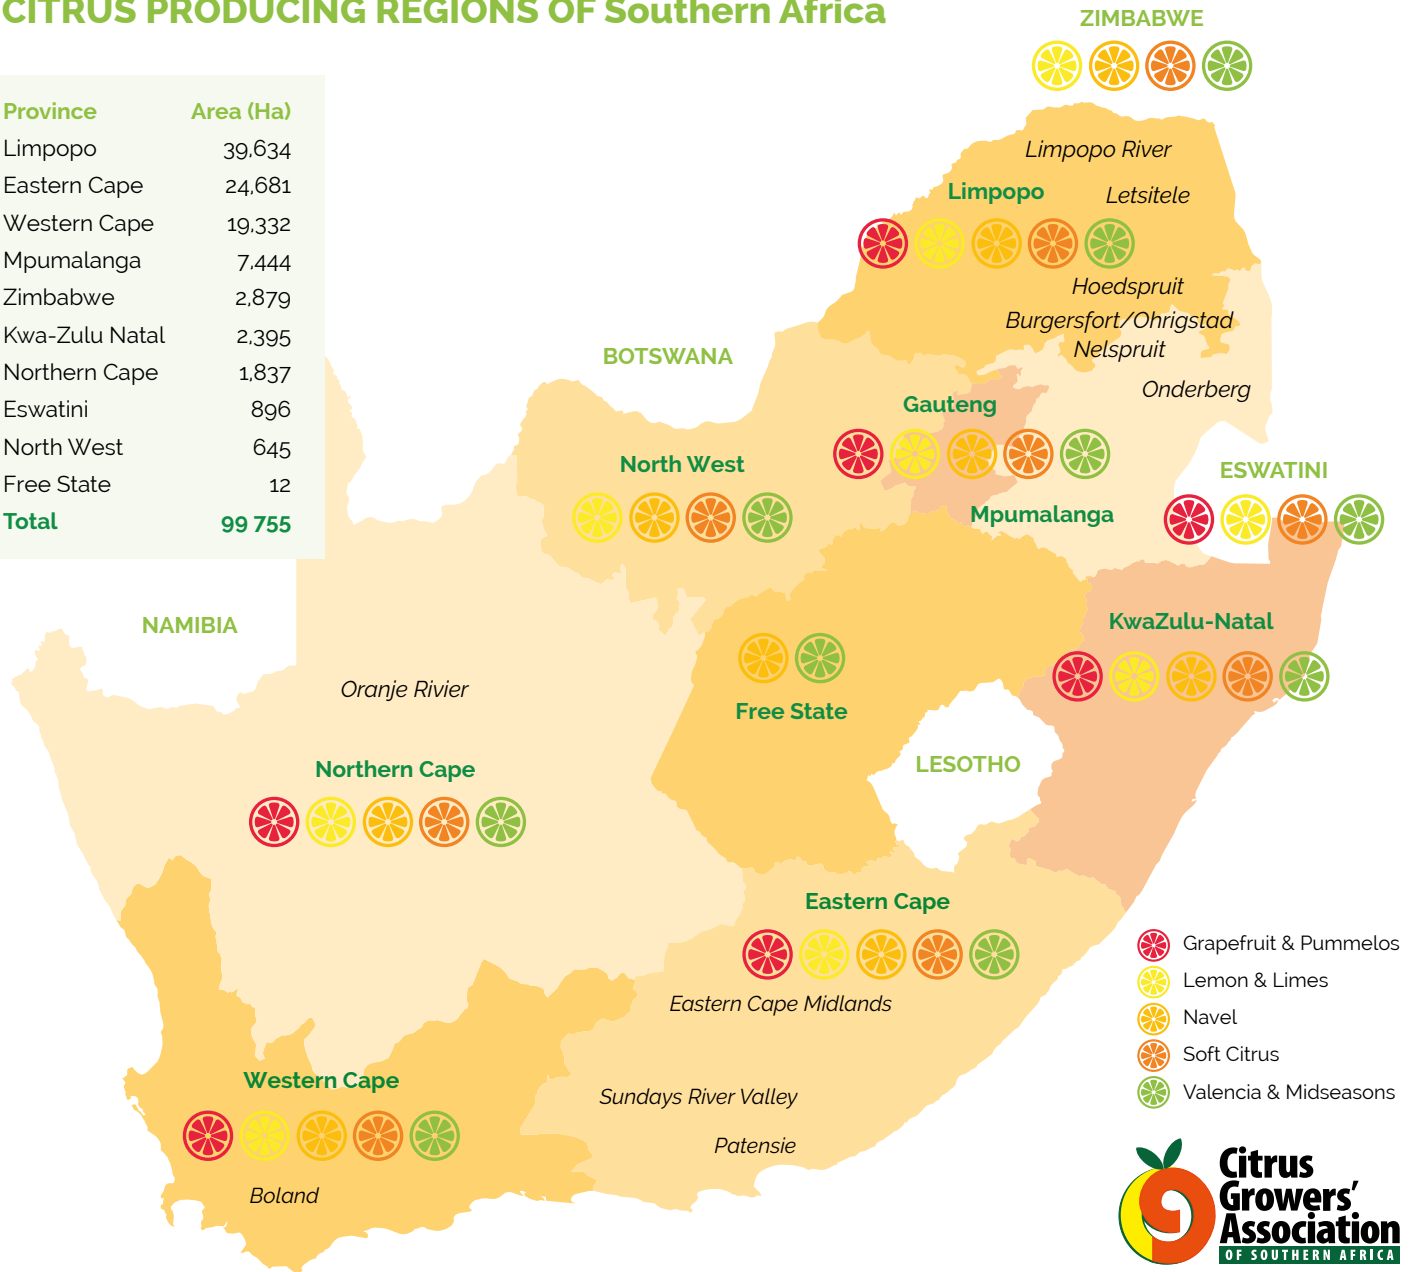 CITRUS PRODUCING REGIONS OF Southern Africa
ZIMBABWE
Province Area (Ha)
Limpopo 39,634
Eastern Cape 24,681
Western Cape 19,332
Mpumalanga 7,444
Zimbabwe 2,879
Kwa-Zulu Natal 2,395
Northern Cape 1,837
Eswatini 896
North West 645
Free State 12
Total 99 755
Limpopo River
Limpopo
Letsitele
Hoedspruit
Burgersfort/Ohrigstad
Nelspruit
Onderberg
BOTSWANA
Gauteng
North West
ESWATINI
Mpumalanga
NAMIBIA
KwaZulu-Natal
Oranje Rivier
Free State
Northern Cape
LESOTHO
Eastern Cape
Eastern Cape Midlands
Western Cape
Sundays River Valley
Patensie
Boland
Grapefruit & Pummelos
Lemon & Limes
Navel
Soft Citrus
Valencia & Midseasons
Citrus
Growers'
Association
OF SOUTHERN AFRICA